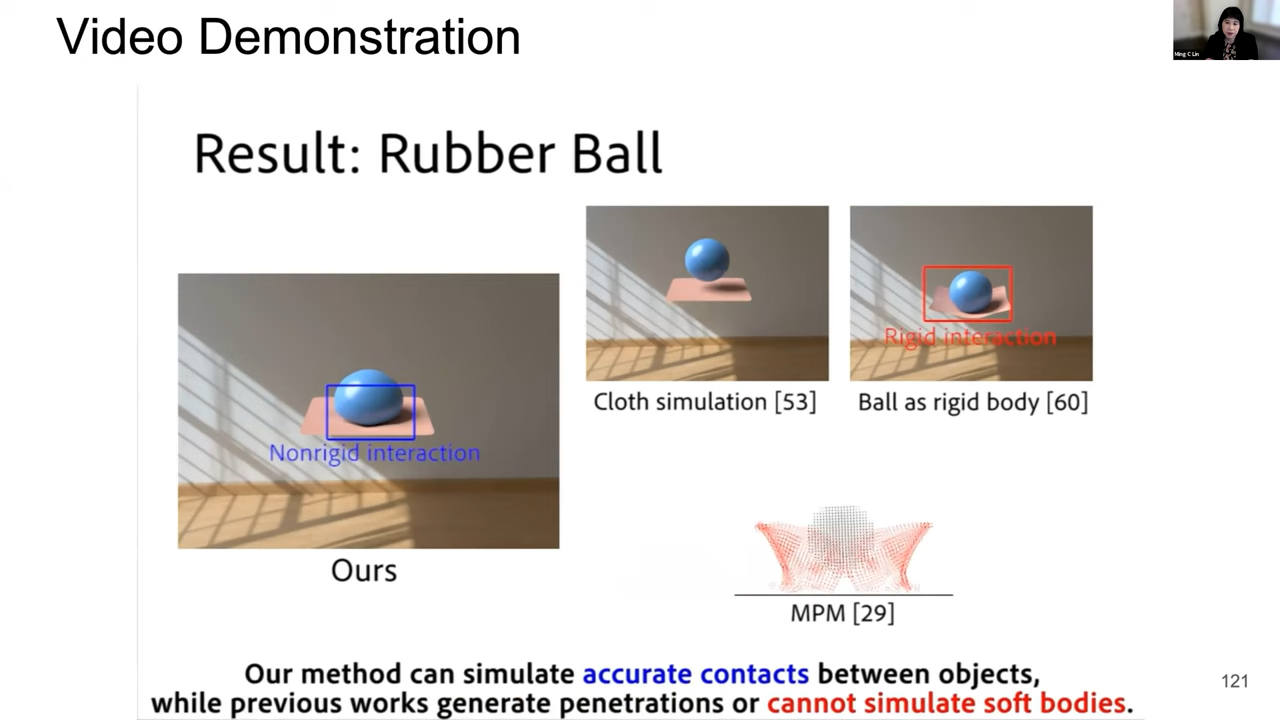 Video Demonstration
Ming C Lin
Result: Rubber Ball
Nonrigid interaction
Ours
Cloth simulation [53]
Rigid interaction
Ball as rigid body [60]
MPM [29]
Our method can simulate accurate contacts between objects,
while previous works generate penetrations or cannot simulate soft bodies.
121